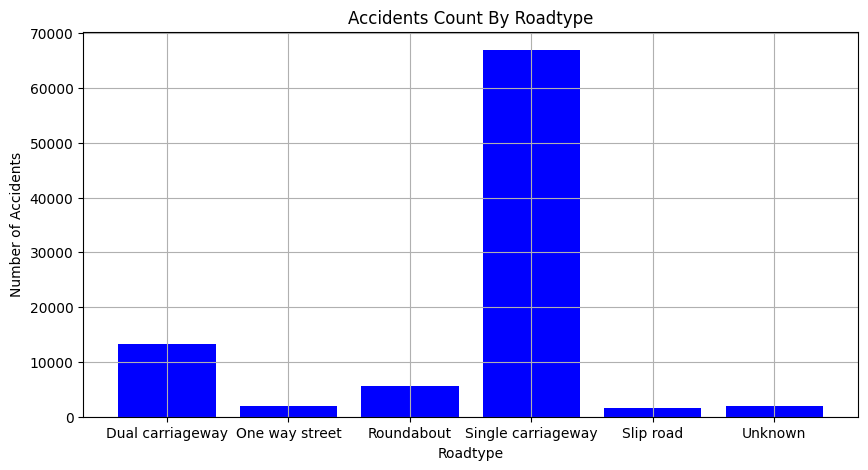 Accidents Count By Roadtype
70000
60000
50000
40000
30000
20000
10000
0
Number of Accidents
Dual carriageway One way street Roundabout Single carriageway Slip road Unknown
Roadtype